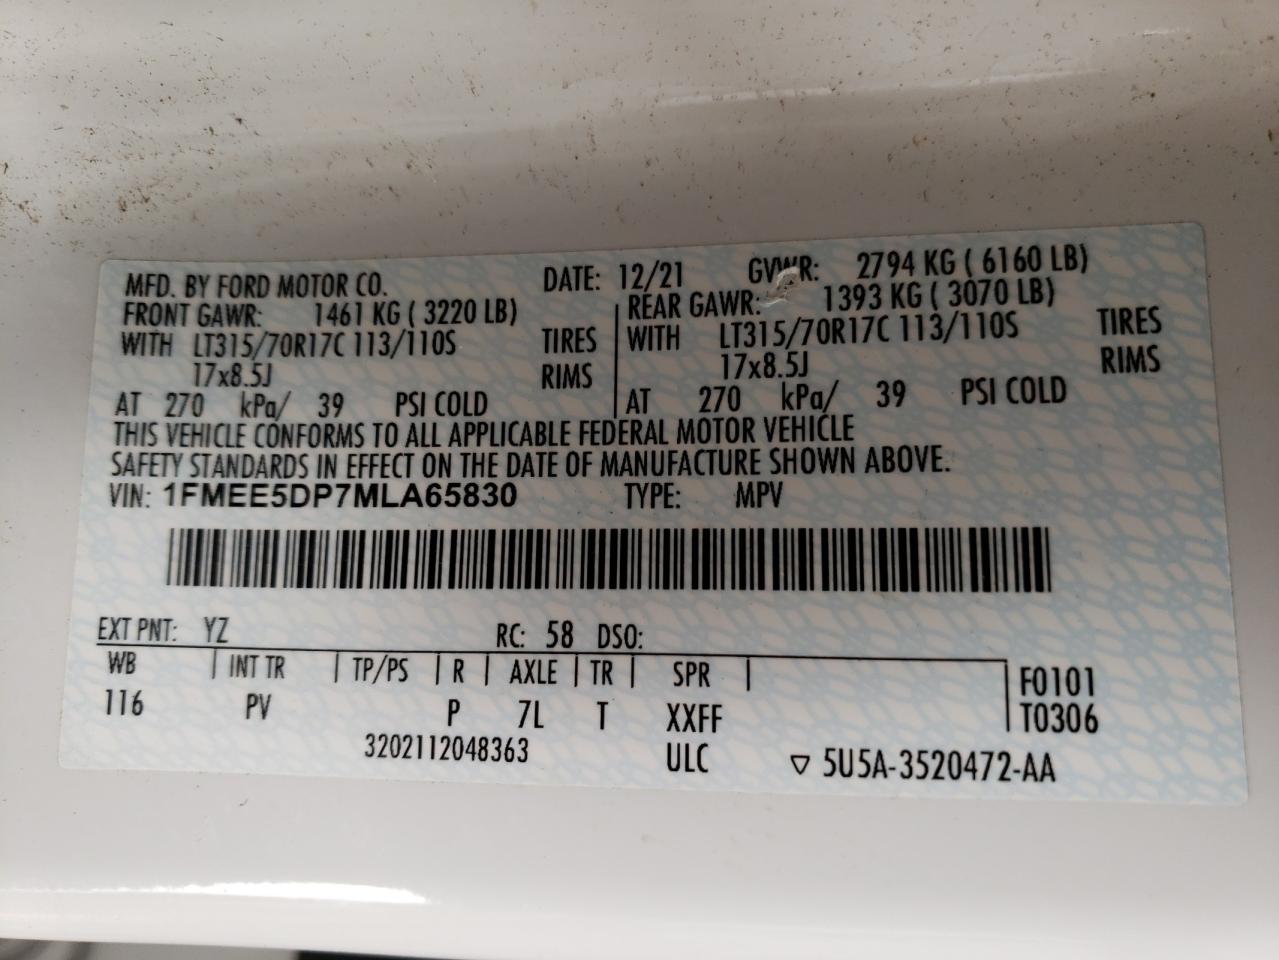 MFD. BY FORD MOTOR CO. DATE: 12/21 GVWR: 2794 KG ( 6160 LB)
FRONT GAWR: 1461 KG ( 3220 LB) REAR GAWR: 1393 KG ( 3070 LB)
WITH LT315/70R17C 113/110S TIRES WITH LT315/70R17C 113/110S TIRES
17x8.5J RIMS 17x8.5J RIMS
AT 270 kPa/ 39 PSI COLD AT 270 kPa/ 39 PSI COLD
THIS VEHICLE CONFORMS TO ALL APPLICABLE FEDERAL MOTOR VEHICLE
SAFETY STANDARDS IN EFFECT ON THE DATE OF MANUFACTURE SHOWN ABOVE.
VIN: 1FMEE5DP7MLA65830 TYPE: MPV
EXT PNT: YZ RC: 58 DSO:
WB INT TR TP/PS R AXLE TR SPR F0101
116 PV P 7L T XXFF T0306
3202112048363 ULC ▽ 5U5A-3520472-AA